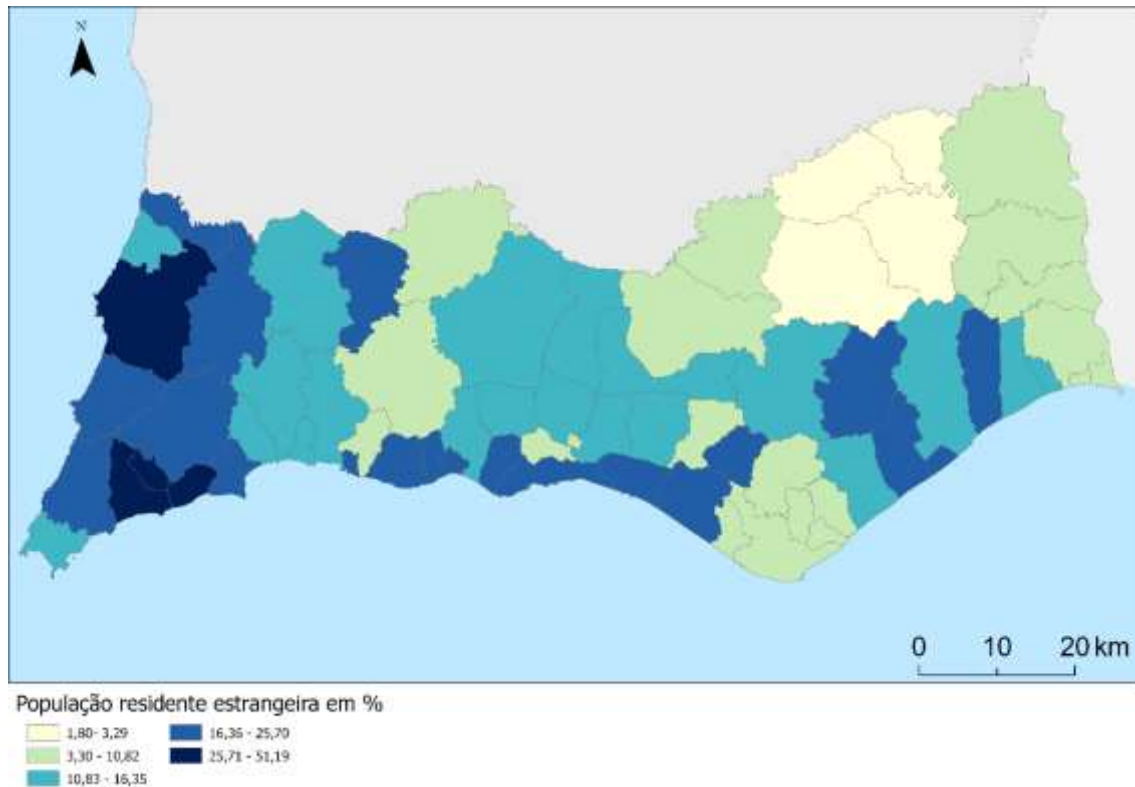 N
0 10 20 km
População residente estrangeira em %
1,80- 3,29
16,36 - 25,70
3,30 - 10,82
25,71 - 51,19
10,83 - 16,35